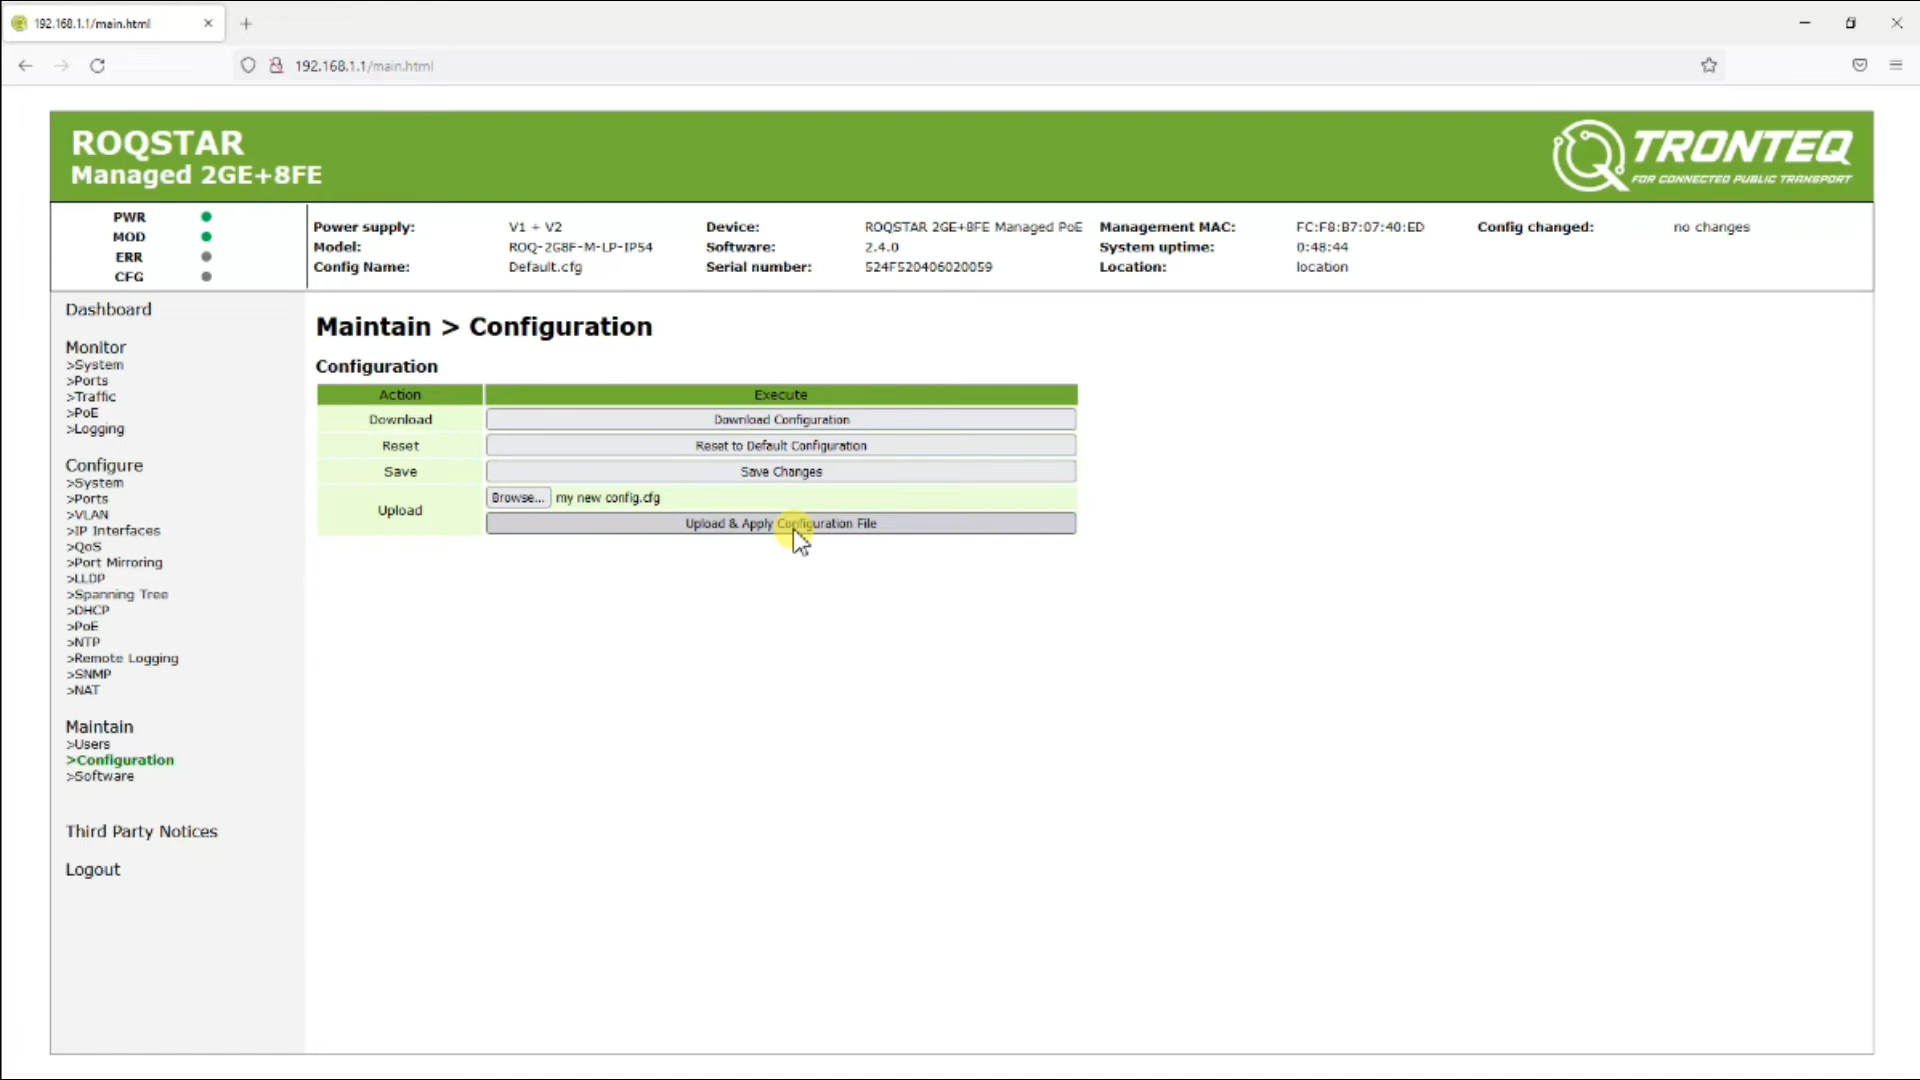 192.168.1.1/main.html
192.168.1.1/main.html
ROQSTAR
Managed 2GE+8FE
TRONTEQ
FOR CONNECTED PUBLIC TRANSPORT
PWR
MOD
ERR
CFG
Power supply: V1 + V2
Model: ROQ-2G8F-M-LP-IP54
Config Name: Default.cfg
Device: ROQSTAR 2GE+8FE Managed PoE
Software: 2.4.0
Serial number: 524F520406020059
Management MAC: FC:F8:B7:07:40:ED
System uptime: 0:48:44
Location: location
Config changed: no changes
Dashboard
Monitor
>System
>Ports
>Traffic
>PoE
>Logging
Configure
>System
>Ports
>VLAN
>IP Interfaces
>QoS
>Port Mirroring
>LLDP
>Spanning Tree
>DHCP
>PoE
>NTP
>Remote Logging
>SNMP
>NAT
Maintain
>Users
>Configuration
>Software
Third Party Notices
Logout
Maintain > Configuration
Configuration
Action Execute
Download Download Configuration
Reset Reset to Default Configuration
Save Save Changes
Upload Browse... my new config.cfg
Upload & Apply Configuration File